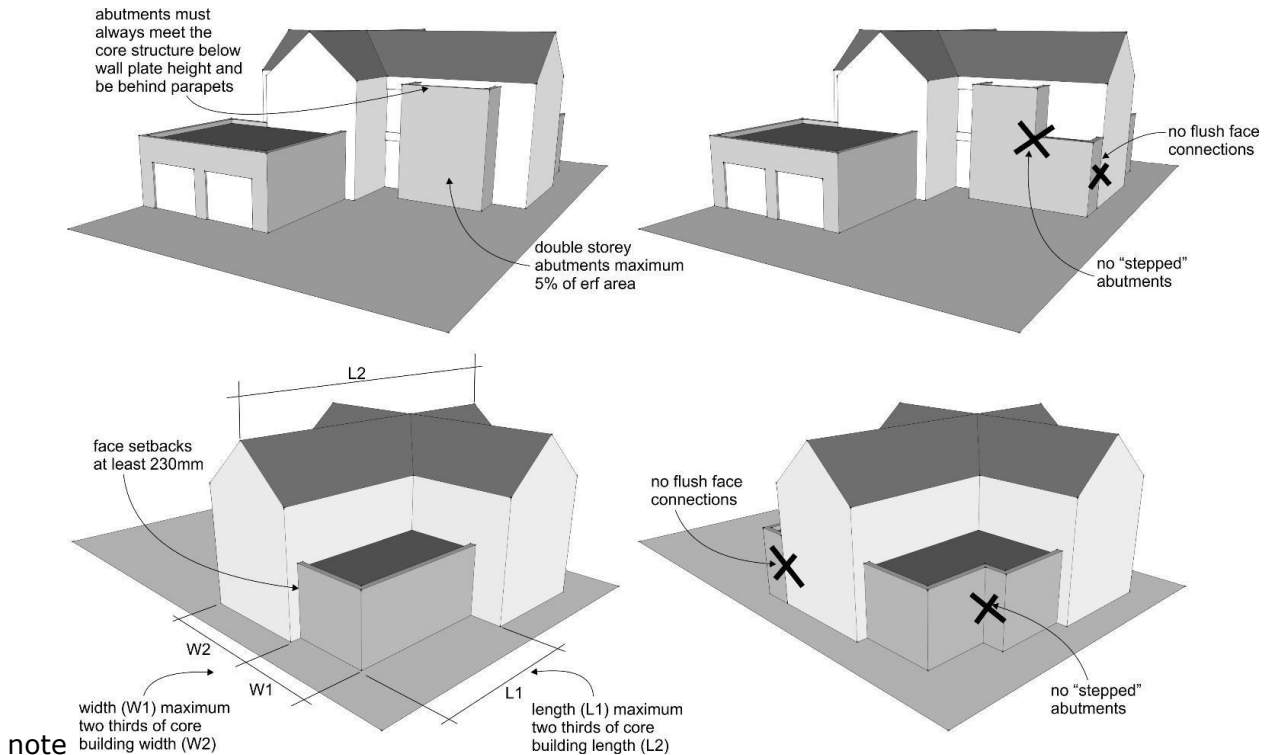 abutments must
always meet the
core structure below
wall plate height and
be behind parapets
double storey
abutments maximum
5% of erf area
no flush face
connections
no “stepped”
abutments
L2
face setbacks
at least 230mm
W2
W1
L1
width (W1) maximum
two thirds of core
building width (W2)
length (L1) maximum
two thirds of core
building length (L2)
no flush face
connections
no “stepped”
abutments
note